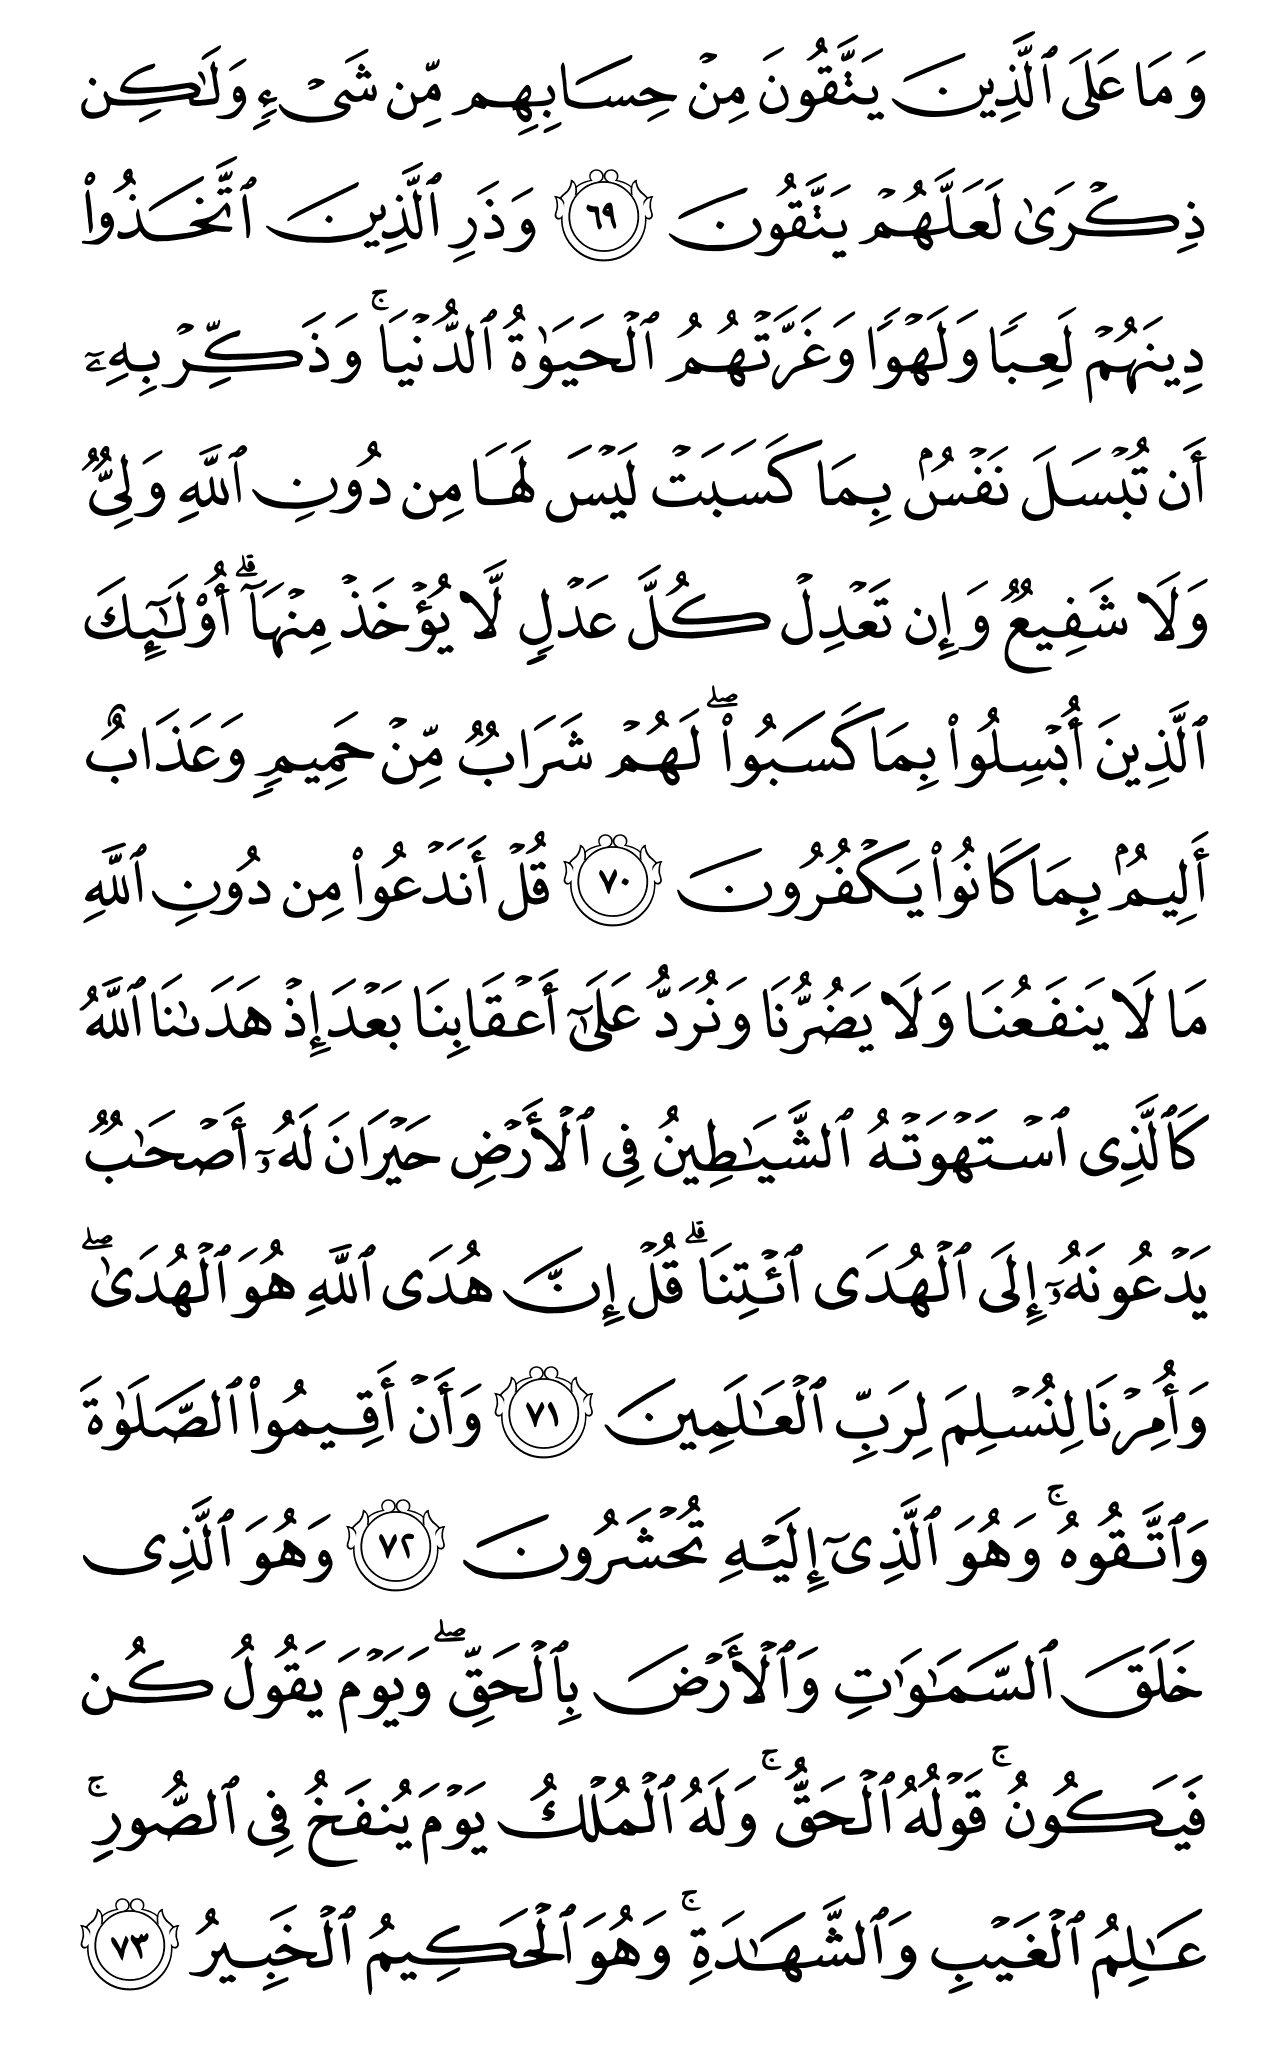 وَمَا عَلَى ٱلَّذِينَ يَتَّقُونَ مِنۡ حِسَابِهِم مِّن شَيۡءٖ وَلَٰكِن
ذِكۡرَىٰ لَعَلَّهُمۡ يَتَّقُونَ ٦٩ وَذَرِ ٱلَّذِينَ ٱتَّخَذُواْ
دِينَهُمۡ لَعِبٗا وَلَهۡوٗا وَغَرَّتۡهُمُ ٱلۡحَيَوٰةُ ٱلدُّنۡيَاۚ وَذَكِّرۡ بِهِۦٓ
أَن تُبۡسَلَ نَفۡسُۢ بِمَا كَسَبَتۡ لَيۡسَ لَهَا مِن دُونِ ٱللَّهِ وَلِيّٞ
وَلَا شَفِيعٞ وَإِن تَعۡدِلۡ كُلَّ عَدۡلٖ لَّا يُؤۡخَذۡ مِنۡهَآۗ أُوْلَٰٓئِكَ
ٱلَّذِينَ أُبۡسِلُواْ بِمَا كَسَبُواْۖ لَهُمۡ شَرَابٞ مِّنۡ حَمِيمٖ وَعَذَابٌ
أَلِيمُۢ بِمَا كَانُواْ يَكۡفُرُونَ ٧٠ قُلۡ أَنَدۡعُواْ مِن دُونِ ٱللَّهِ
مَا لَا يَنفَعُنَا وَلَا يَضُرُّنَا وَنُرَدُّ عَلَىٰٓ أَعۡقَابِنَا بَعۡدَ إِذۡ هَدَىٰنَا ٱللَّهُ
كَٱلَّذِي ٱسۡتَهۡوَتۡهُ ٱلشَّيَٰطِينُ فِي ٱلۡأَرۡضِ حَيۡرَانَ لَهُۥٓ أَصۡحَٰبٞ
يَدۡعُونَهُۥٓ إِلَى ٱلۡهُدَى ٱئۡتِنَاۗ قُلۡ إِنَّ هُدَى ٱللَّهِ هُوَ ٱلۡهُدَىٰۖ
وَأُمِرۡنَا لِنُسۡلِمَ لِرَبِّ ٱلۡعَٰلَمِينَ ٧١ وَأَنۡ أَقِيمُواْ ٱلصَّلَوٰةَ
وَٱتَّقُوهُۚ وَهُوَ ٱلَّذِيٓ إِلَيۡهِ تُحۡشَرُونَ ٧٢ وَهُوَ ٱلَّذِي
خَلَقَ ٱلسَّمَٰوَٰتِ وَٱلۡأَرۡضَ بِٱلۡحَقِّۖ وَيَوۡمَ يَقُولُ كُن
فَيَكُونُۚ قَوۡلُهُ ٱلۡحَقُّۚ وَلَهُ ٱلۡمُلۡكُ يَوۡمَ يُنفَخُ فِي ٱلصُّورِۚ
عَٰلِمُ ٱلۡغَيۡبِ وَٱلشَّهَٰدَةِۚ وَهُوَ ٱلۡحَكِيمُ ٱلۡخَبِيرُ ٧٣